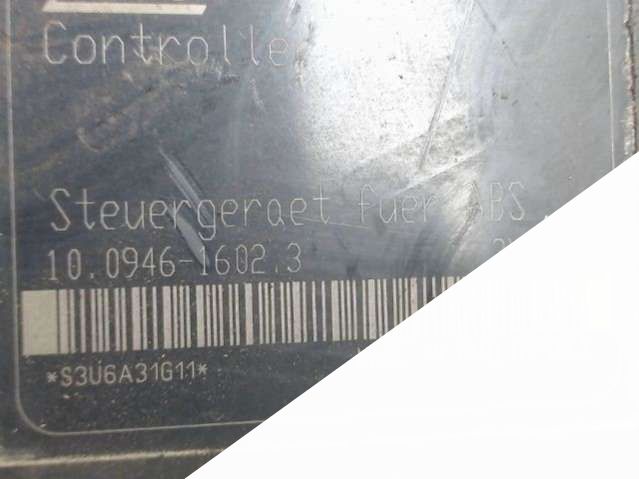 Controlle
Steuergeraet fuer ABS
10.0946-1602.3
*S3U6A31G11*